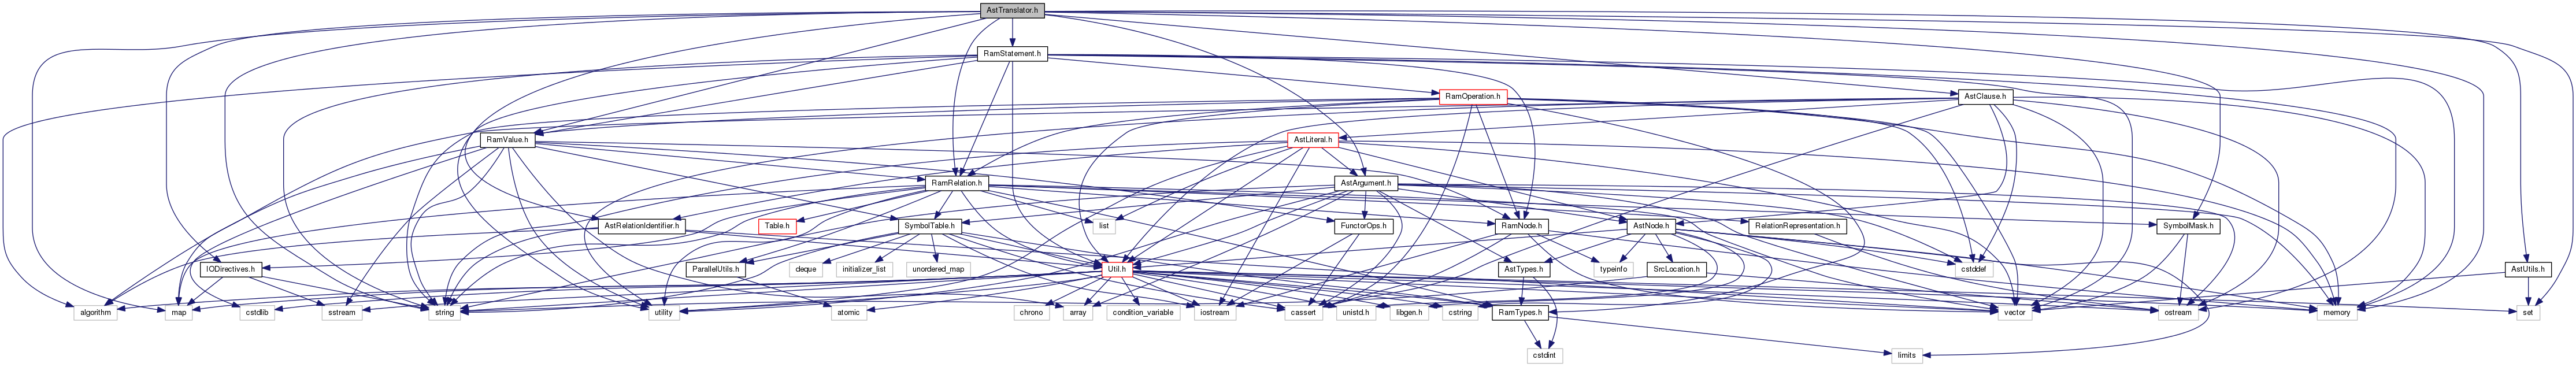 AstTranslator.h
RamStatement.h
RamOperation.h
AstClause.h
RamValue.h
AstLiteral.h
RamRelation.h
AstArgument.h
AstRelationIdentifier.h
Table.h
SymbolTable.h
list
FunctorOps.h
RamNode.h
AstNode.h
RelationRepresentation.h
SymbolMask.h
IODirectives.h
ParallelUtils.h
deque
initializer_list
unordered_map
Util.h
AstTypes.h
typeinfo
SrcLocation.h
cstddef
AstUtils.h
algorithm
map
cstdlib
sstream
string
utility
atomic
chrono
array
condition_variable
iostream
cassert
unistd.h
libgen.h
cstring
RamTypes.h
vector
ostream
memory
set
cstdint
limits